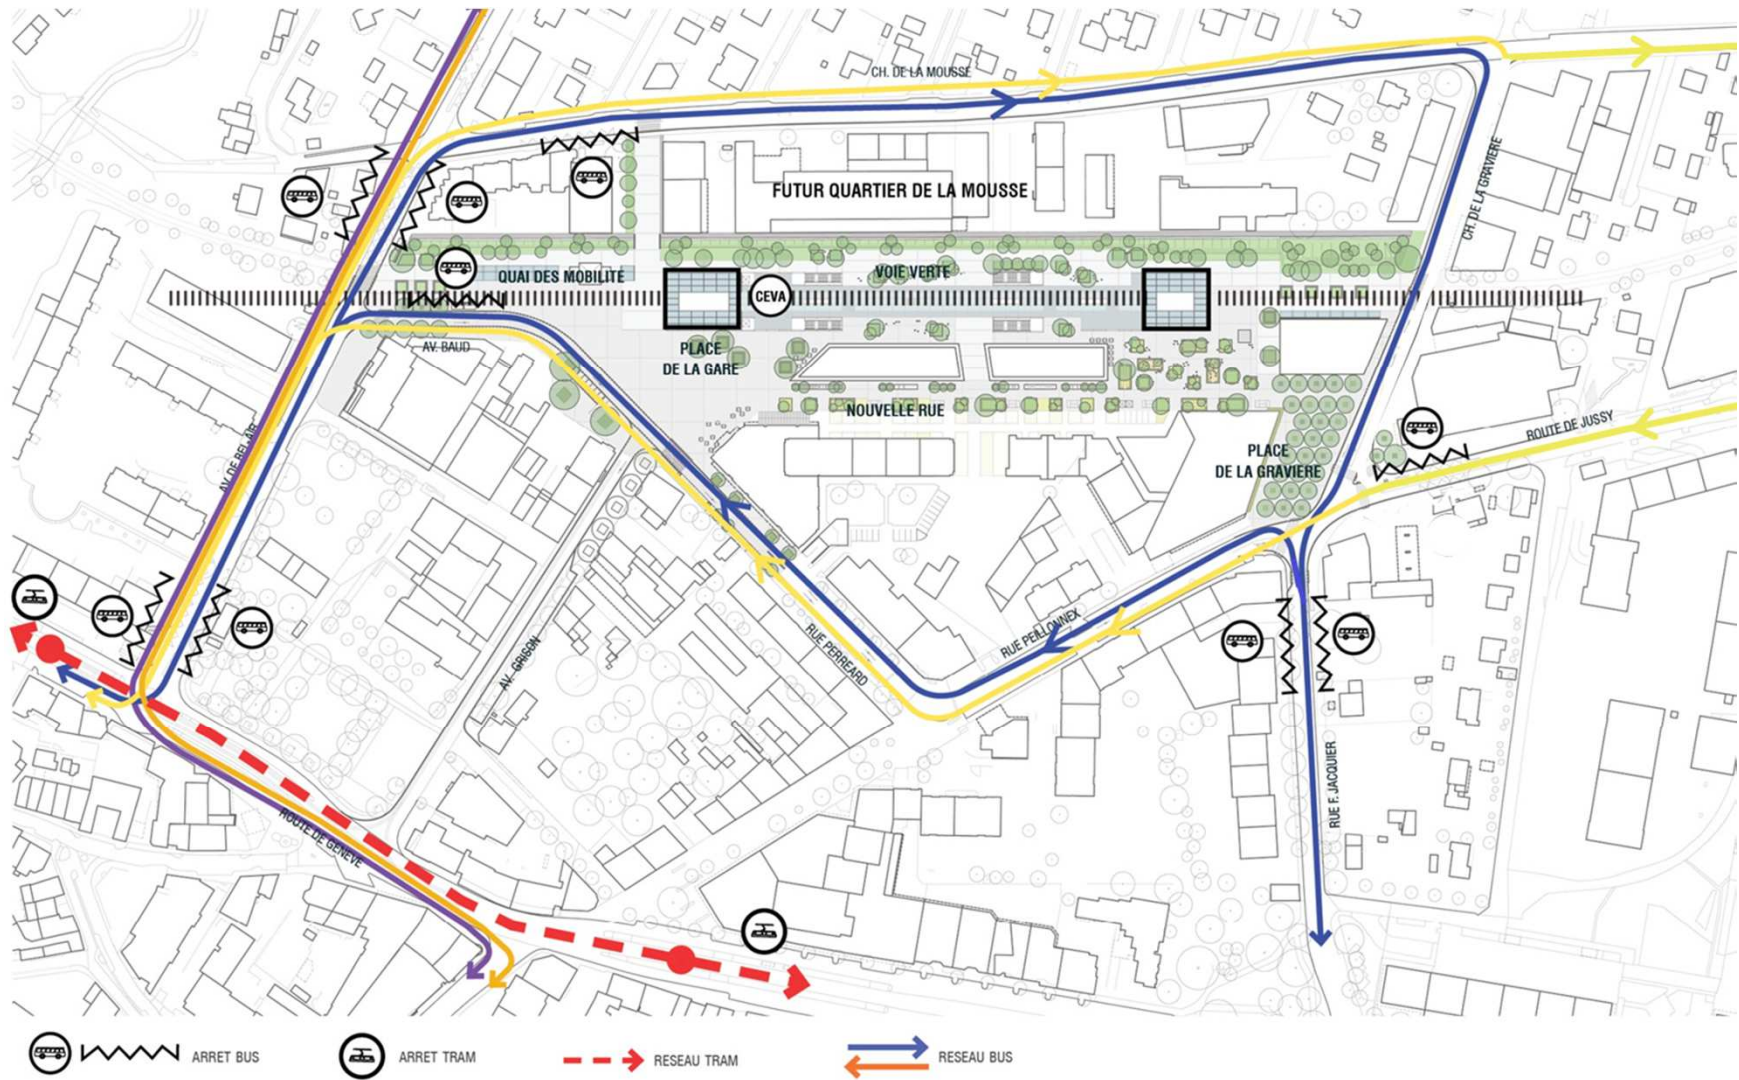 CH. DE LA MOUSSE
CH. DE LA GRAVIERE
FUTUR QUARTIER DE LA MOUSSE
QUAI DES MOBILITE
VOIE VERTE
CEVA
AV. BAUD
PLACE
DE LA GARE
NOUVELLE RUE
AV. DE BEL-AIR
ROUTE DE JUSSY
PLACE
DE LA GRAVIERE
RUE PEILLONNEX
RUE PERREARD
AV. GRISON
RUE F. JACQUIER
ROUTE DE GENEVE
ARRET BUS
ARRET TRAM
RESEAU TRAM
RESEAU BUS